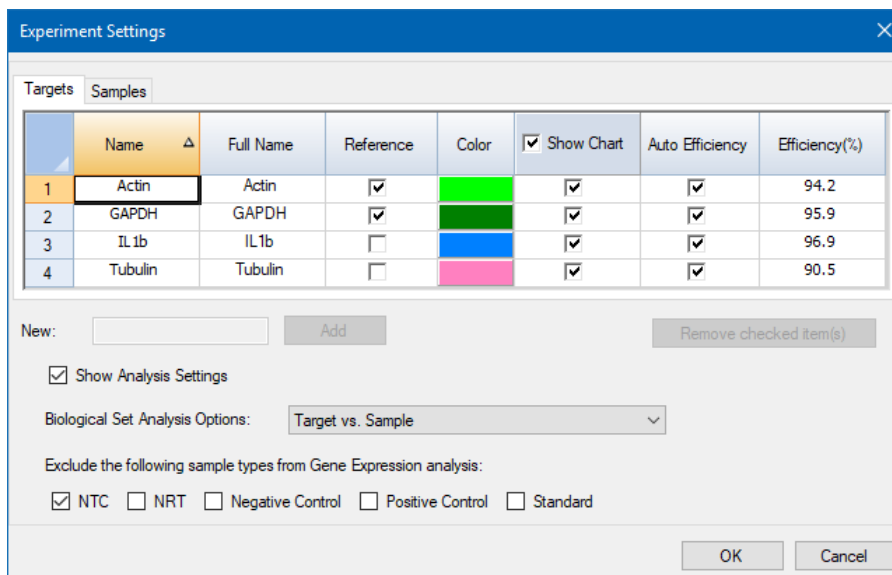 Experiment Settings
Targets Samples
Name Full Name Reference Color Show Chart Auto Efficiency Efficiency(%)
1 Actin Actin 94.2
2 GAPDH GAPDH 95.9
3 IL1b IL1b 96.9
4 Tubulin Tubulin 90.5
New: Add Remove checked item(s)
Show Analysis Settings
Biological Set Analysis Options: Target vs. Sample
Exclude the following sample types from Gene Expression analysis:
NTC NRT Negative Control Positive Control Standard
OK Cancel